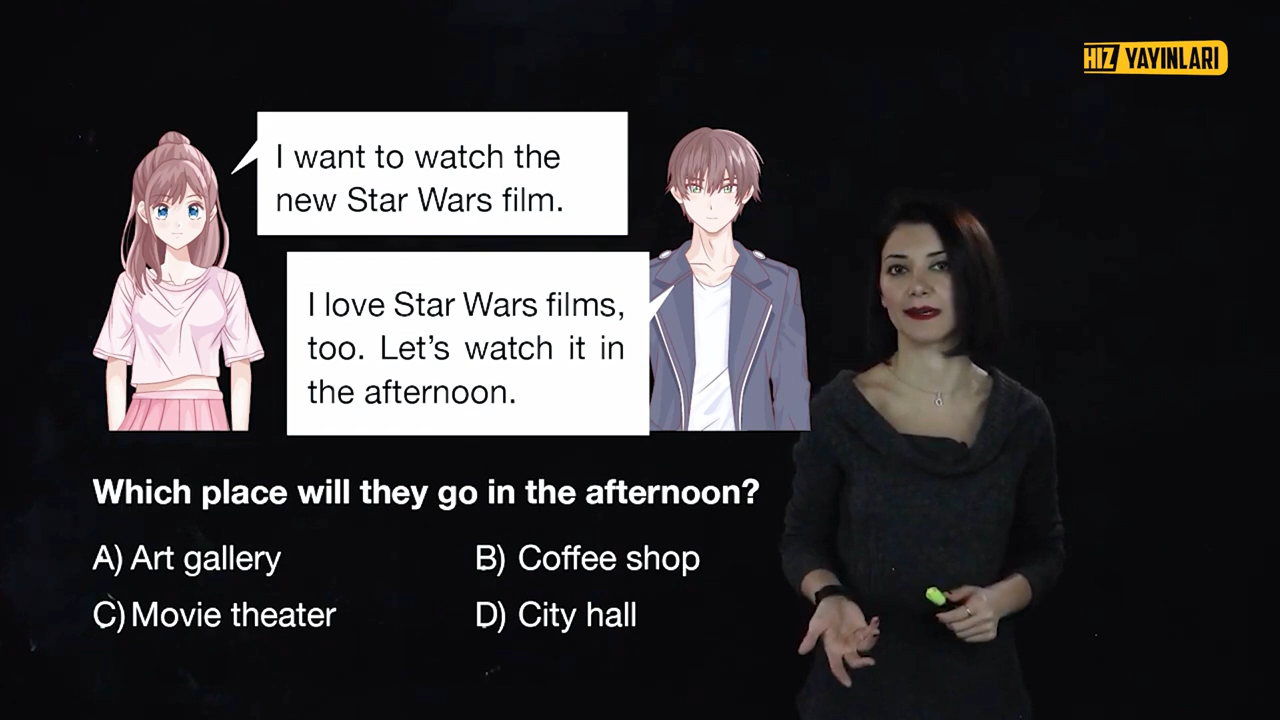 HIZ YAYINLARI
I want to watch the
new Star Wars film.
I love Star Wars films,
too. Let's watch it in
the afternoon.
Which place will they go in the afternoon?
A) Art gallery
B) Coffee shop
C) Movie theater
D) City hall